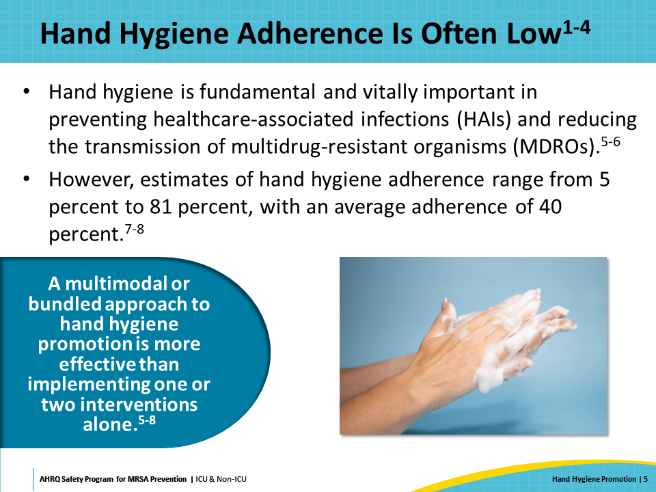 Hand Hygiene Adherence Is Often Low1-4
• Hand hygiene is fundamental and vitally important in
preventing healthcare-associated infections (HAIs) and reducing
the transmission of multidrug-resistant organisms (MDROs).5-6
• However, estimates of hand hygiene adherence range from 5
percent to 81 percent, with an average adherence of 40
percent.7-8
A multimodal or
bundled approach to
hand hygiene
promotion is more
effective than
implementing one or
two interventions
alone.5-8
AHRQ Safety Program for MRSA Prevention | ICU & Non-ICU
Hand Hygiene Promotion | 5